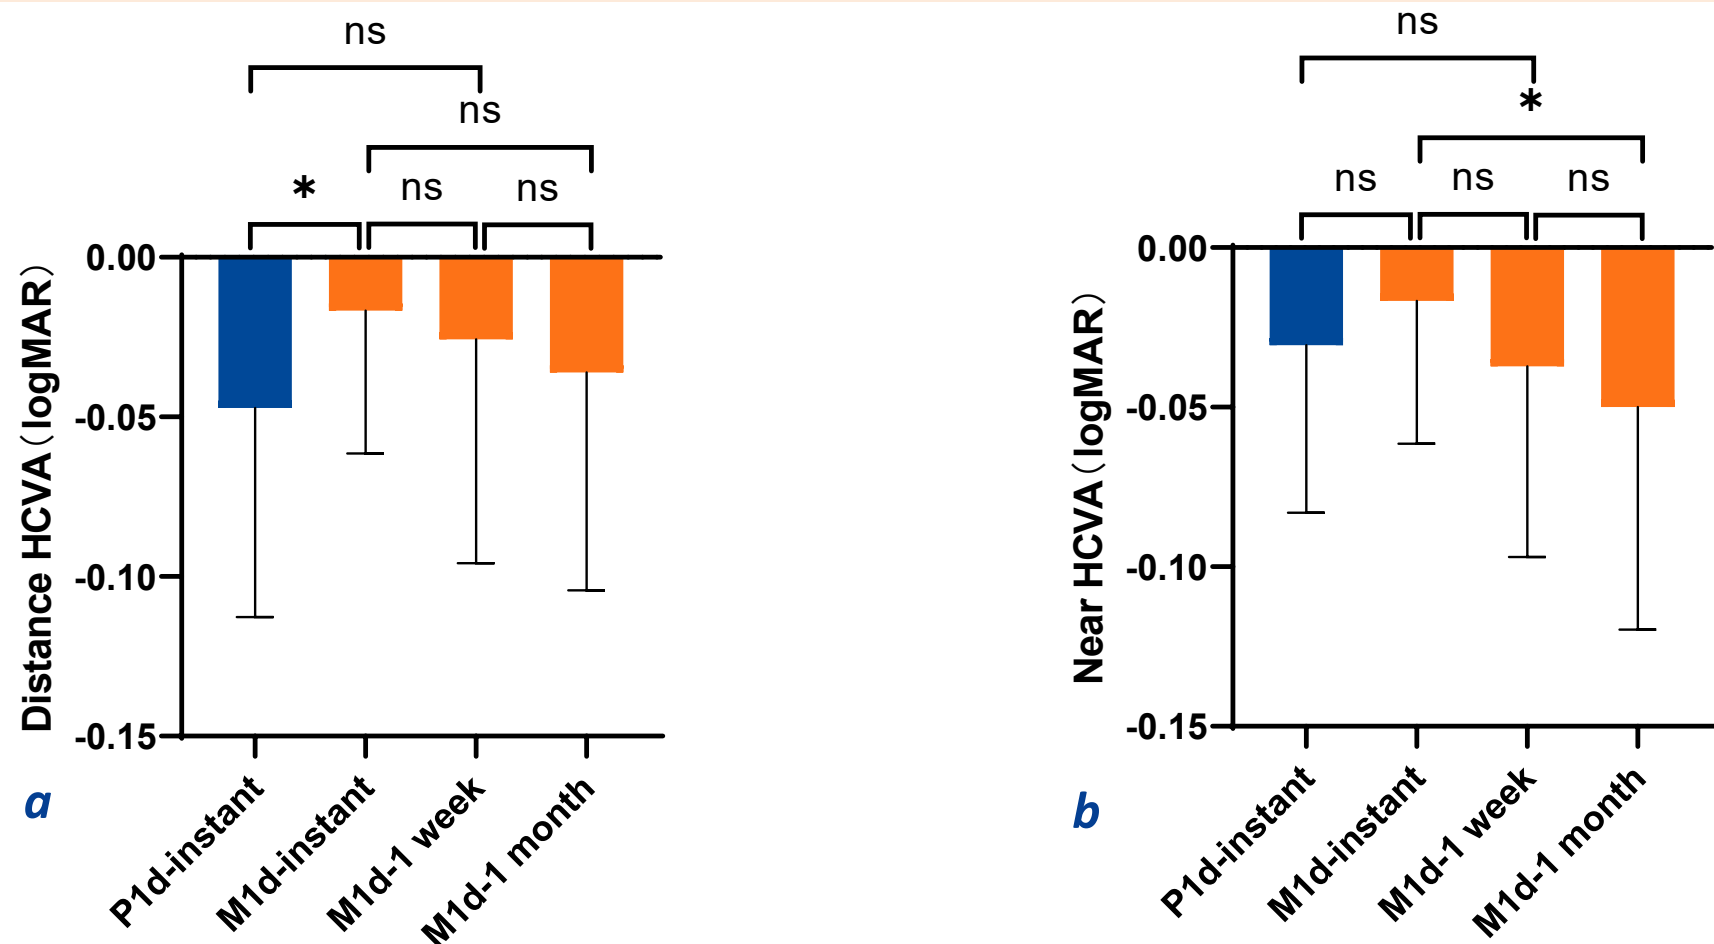 ns
ns
* ns ns
0.00
-0.05
-0.10
-0.15
Distance HCVA（logMAR）
P1d-instant
M1d-instant
M1d-1 week
M1d-1 month
a
ns
*
ns ns ns
0.00
-0.05
-0.10
-0.15
Near HCVA（logMAR）
P1d-instant
M1d-instant
M1d-1 week
M1d-1 month
b